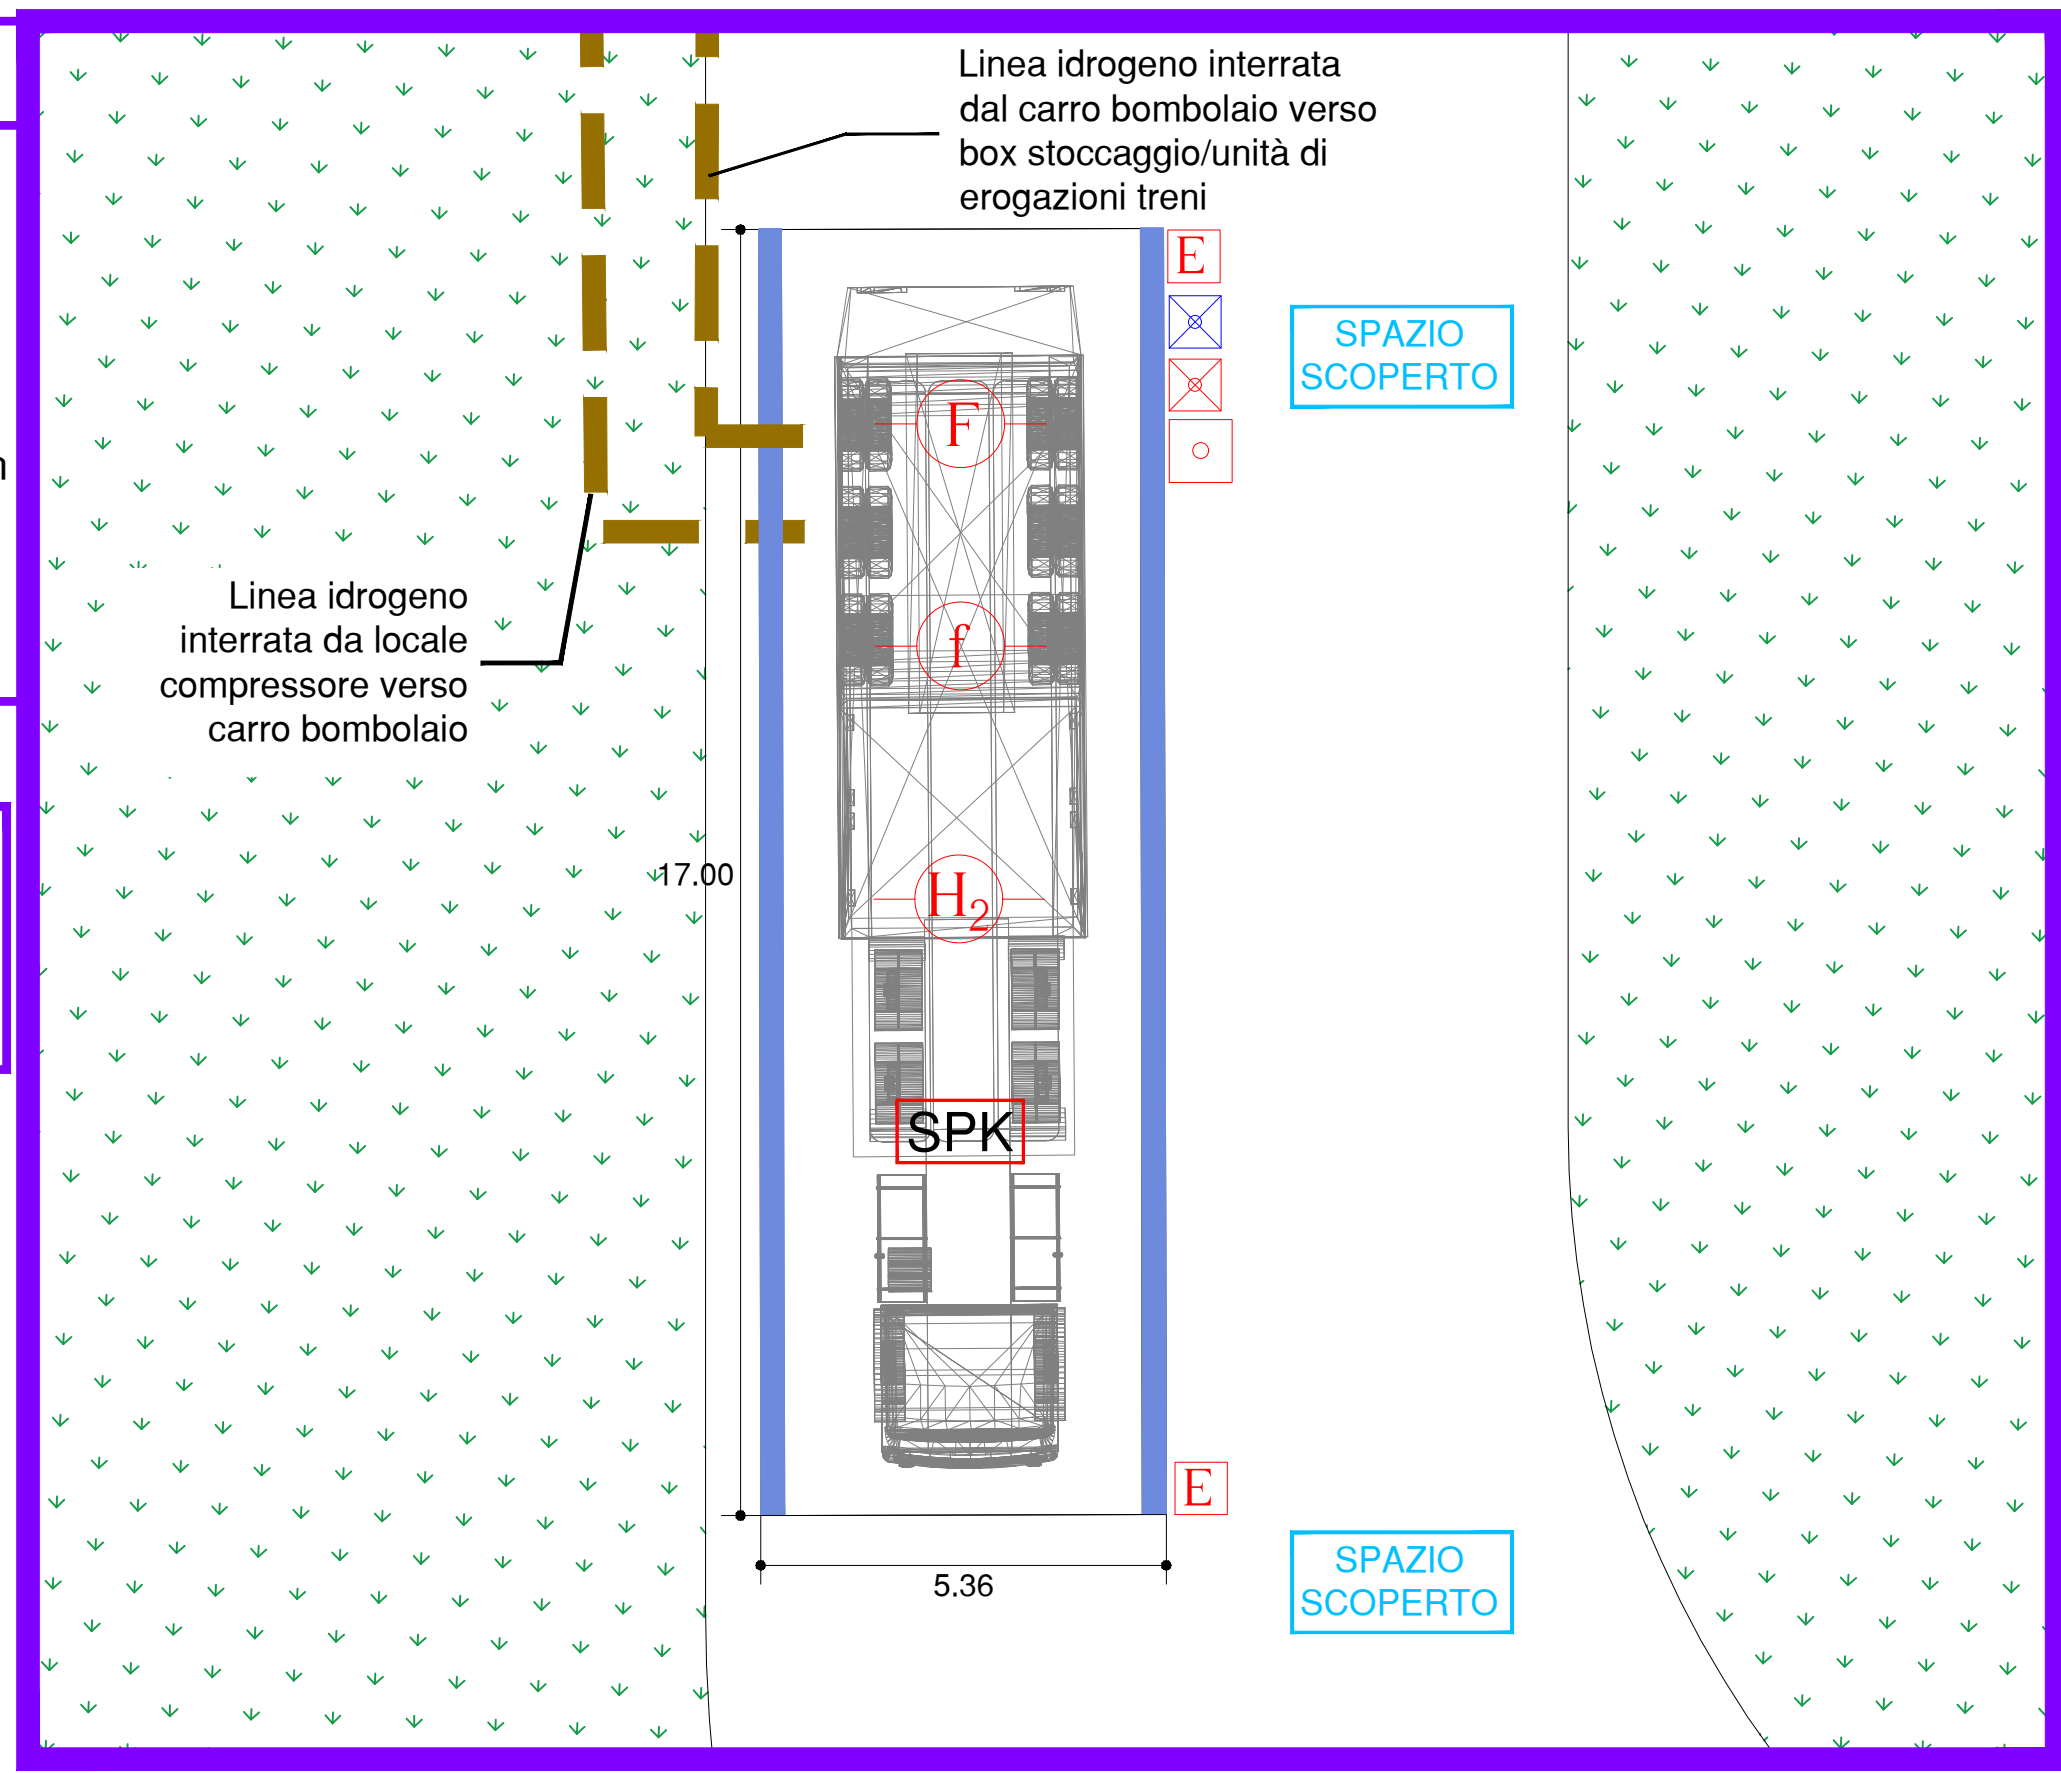 Linea idrogeno interrata
dal carro bombolaio verso
box stoccaggio/unità di
erogazioni treni
E
SPAZIO
SCOPERTO
F
Linea idrogeno
interrata da locale
compressore verso
carro bombolaio
f
17.00
H₂
SPK
E
SPAZIO
SCOPERTO
5.36